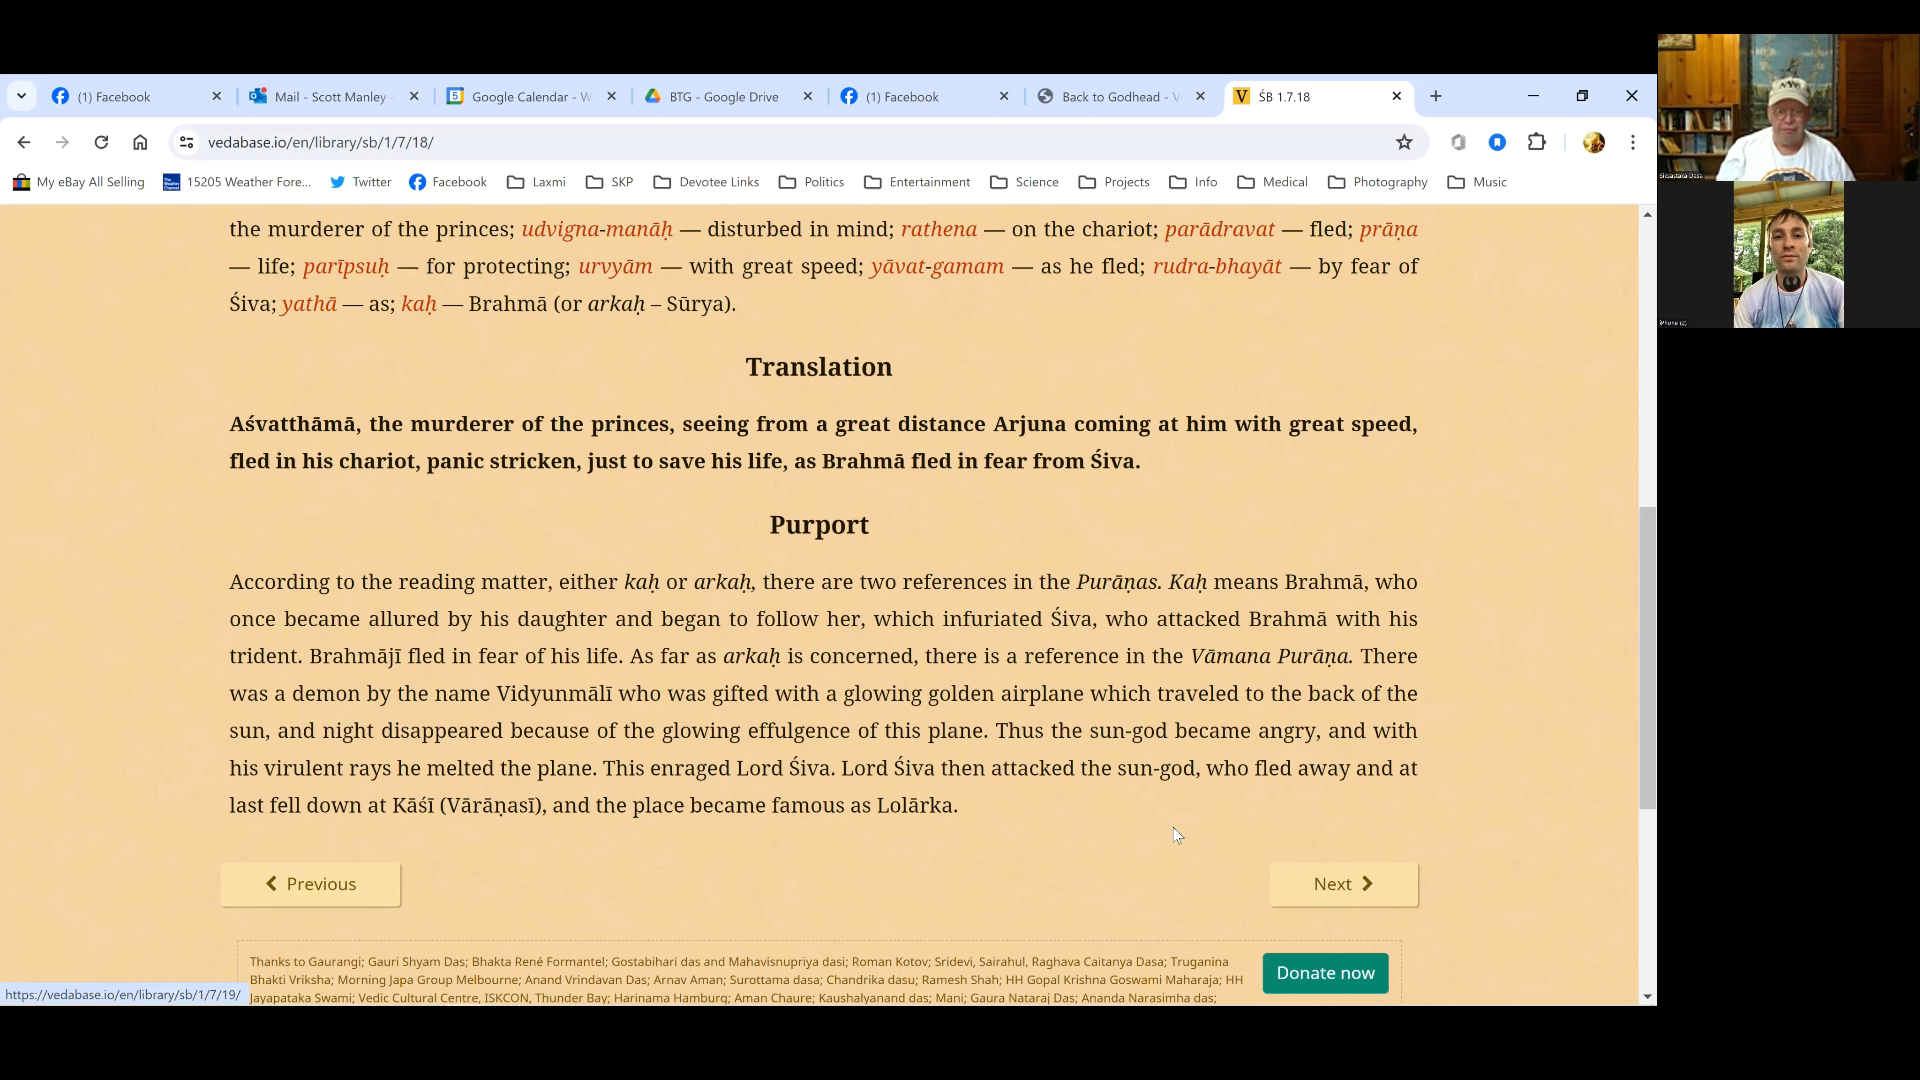 (1) Facebook
Mail - Scott Manley -
Google Calendar - W
BTG - Google Drive
(1) Facebook
Back to Godhead - V
ŚB 1.7.18
vedabase.io/en/library/sb/1/7/18/
My eBay All Selling
15205 Weather Fore...
Twitter
Facebook
Laxmi
SKP
Devotee Links
Politics
Entertainment
Science
Projects
Info
Medical
Photography
Music
the murderer of the princes; udvigna-manāḥ — disturbed in mind; rathena — on the chariot; parādravat — fled; prāṇa
— life; parīpsuḥ — for protecting; urvyām — with great speed; yāvat-gamam — as he fled; rudra-bhayāt — by fear of
Śiva; yathā — as; kaḥ — Brahmā (or arkaḥ – Sūrya).
Translation
Aśvatthāmā, the murderer of the princes, seeing from a great distance Arjuna coming at him with great speed,
fled in his chariot, panic stricken, just to save his life, as Brahmā fled in fear from Śiva.
Purport
According to the reading matter, either kaḥ or arkaḥ, there are two references in the Purāṇas. Kaḥ means Brahmā, who
once became allured by his daughter and began to follow her, which infuriated Śiva, who attacked Brahmā with his
trident. Brahmājī fled in fear of his life. As far as arkaḥ is concerned, there is a reference in the Vāmana Purāṇa. There
was a demon by the name Vidyunmālī who was gifted with a glowing golden airplane which traveled to the back of the
sun, and night disappeared because of the glowing effulgence of this plane. Thus the sun-god became angry, and with
his virulent rays he melted the plane. This enraged Lord Śiva. Lord Śiva then attacked the sun-god, who fled away and at
last fell down at Kāśī (Vārāṇasī), and the place became famous as Lolārka.
Previous
Next
Thanks to Gaurangi; Gauri Shyam Das; Bhakta René Formantel; Gostabihari das and Mahavisnupriya dasi; Roman Kotov; Sridevi, Sairahul, Raghava Caitanya Dasa; Truganina
Bhakti Vriksha; Morning Japa Group Melbourne; Anand Vrindavan Das; Arnav Aman; Surottama dasa; Chandrika dasu; Ramesh Shah; HH Gopal Krishna Goswami Maharaja; HH
Jayapataka Swami; Vedic Cultural Centre, ISKCON, Thunder Bay; Harinama Hamburg; Aman Chaure; Kaushalyanand das; Mani; Gaura Nataraj Das; Ananda Narasimha das;
Donate now
https://vedabase.io/en/library/sb/1/7/19/
iPhone (2)